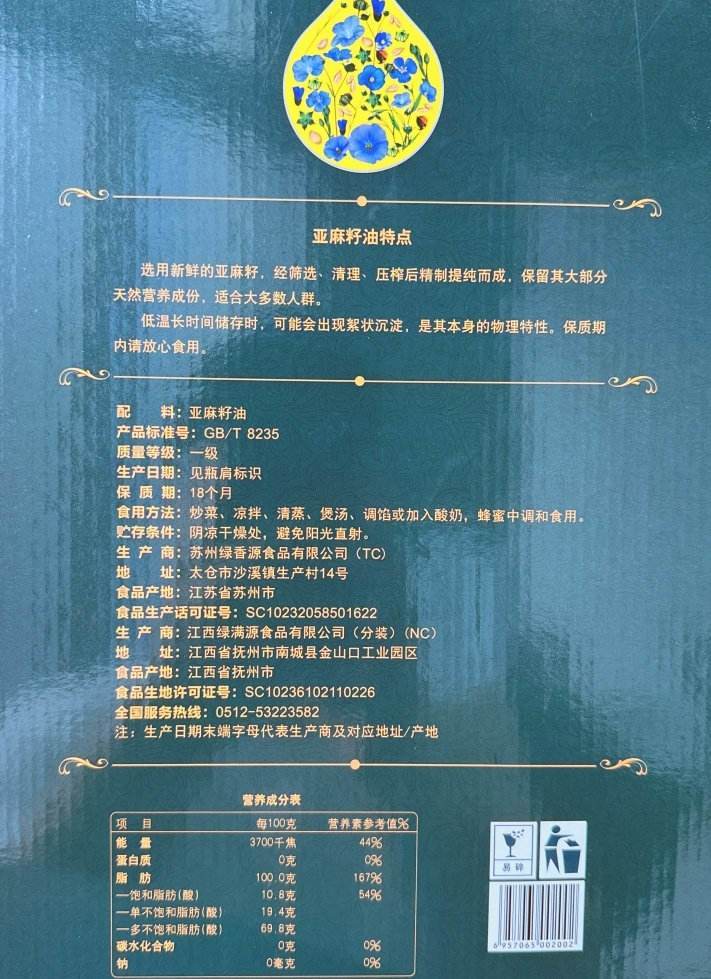 亚麻籽油特点
选用新鲜的亚麻籽，经筛选、清理、压榨后精制提纯而成，保留其大部分
天然营养成份，适合大多数人群。
低温长时间储存时，可能会出现絮状沉淀，是其本身的物理特性。保质期
内请放心食用。
配 料：亚麻籽油
产品标准号：GB/T 8235
质量等级：一级
生产日期：见瓶肩标识
保 质 期：18个月
食用方法：炒菜、凉拌、清蒸、煲汤、调馅或加入酸奶，蜂蜜中调和食用。
贮存条件：阴凉干燥处，避免阳光直射。
生 产 商：苏州绿香源食品有限公司（TC）
地 址：太仓市沙溪镇生产村14号
食品产地：江苏省苏州市
食品生产话可证号：SC10232058501622
生 产 商：江西绿满源食品有限公司（分装）（NC）
地 址：江西省抚州市南城县金山口工业园区
食品产地：江西省抚州市
食品生地许可证号：SC10236102110226
全国服务热线：0512-53223582
注：生产日期末端字母代表生产商及对应地址/产地
营养成分表
项 目 每100克 营养素参考值%
能 量 3700千焦 44%
蛋白质 0克 0%
脂 肪 100.0克 167%
—饱和脂肪(酸) 10.8克 54%
—单不饱和脂肪(酸) 19.4克
—多不饱和脂肪(酸) 69.8克
碳水化合物 0克 0%
钠 0毫克 0%
易碎
6 957065 002002